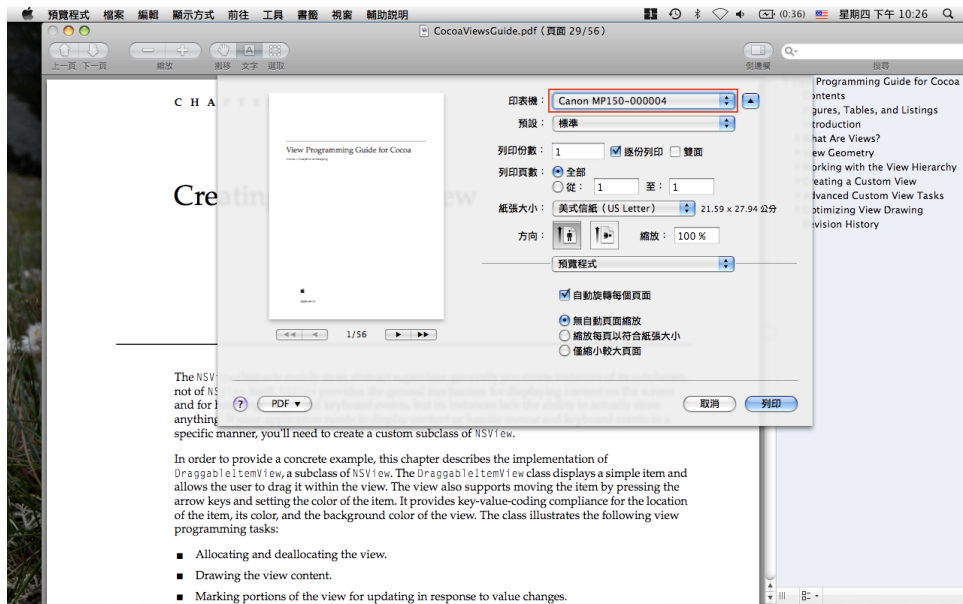 預覽程式 檔案 編輯 顯示方式 前往 工具 書籤 視窗 輔助說明 (0:36) 星期四 下午 10:26
CocoaViewsGuide.pdf (頁面 29/56)
上一頁 下一頁 縮放 搬移 文字 選取 側邊欄 搜尋
C H A P T E R
Creating
印表機： Canon MP150-000004
預設： 標準
列印份數： 1 逐份列印 雙面
列印頁數： 全部
從： 1 至： 1
紙張大小： 美式信紙 (US Letter) 21.59 x 27.94 公分
方向： 縮放： 100 %
預覽程式
自動旋轉每個頁面
無自動頁面縮放
縮放每頁以符合紙張大小
僅縮小較大頁面
View Programming Guide for Cocoa
1/56
? PDF ▼ 取消 列印
Programming Guide for Cocoa
ontents
gures, Tables, and Listings
troduction
hat Are Views?
ew Geometry
orking with the View Hierarchy
eating a Custom View
dvanced Custom View Tasks
ptimizing View Drawing
evision History
The NSV
not of NS
and for
anything
specific manner, you'll need to create a custom subclass of NSView.
In order to provide a concrete example, this chapter describes the implementation of
DraggableItemView, a subclass of NSView. The DraggableItemView class displays a simple item and
allows the user to drag it within the view. The view also supports moving the item by pressing the
arrow keys and setting the color of the item. It provides key-value-coding compliance for the location
of the item, its color, and the background color of the view. The class illustrates the following view
programming tasks:
■ Allocating and deallocating the view.
■ Drawing the view content.
■ Marking portions of the view for updating in response to value changes.